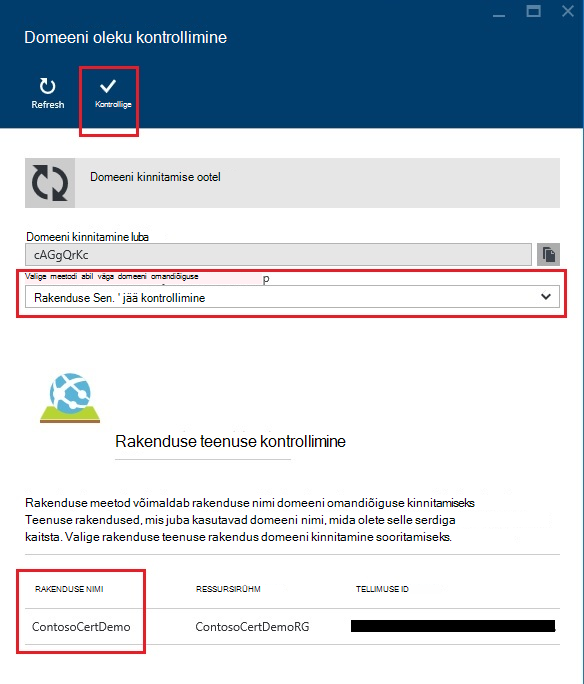 Domeeni oleku kontrollimine
Refresh
Kontrollige
Domeeni kinnitamise ootel
Domeeni kinnitamine luba
cAGgQrKc
Valige meetodi abil väga domeeni omandiõiguse
p
Rakenduse Sen. ' jää kontrollimine
Rakenduse teenuse kontrollimine
Rakenduse meetod võimaldab rakenduse nimi domeeni omandiõiguse kinnitamiseks
Teenuse rakendused, mis juba kasutavad domeeni nimi, mida olete selle serdiga
kaitsta. Valige rakenduse teenuse rakendus domeeni kinnitamine sooritamiseks.
RAKENDUSE NIMI RESSURSIRÜHM TELLIMUSE ID
ContosoCertDemo ContosoCertDemoRG